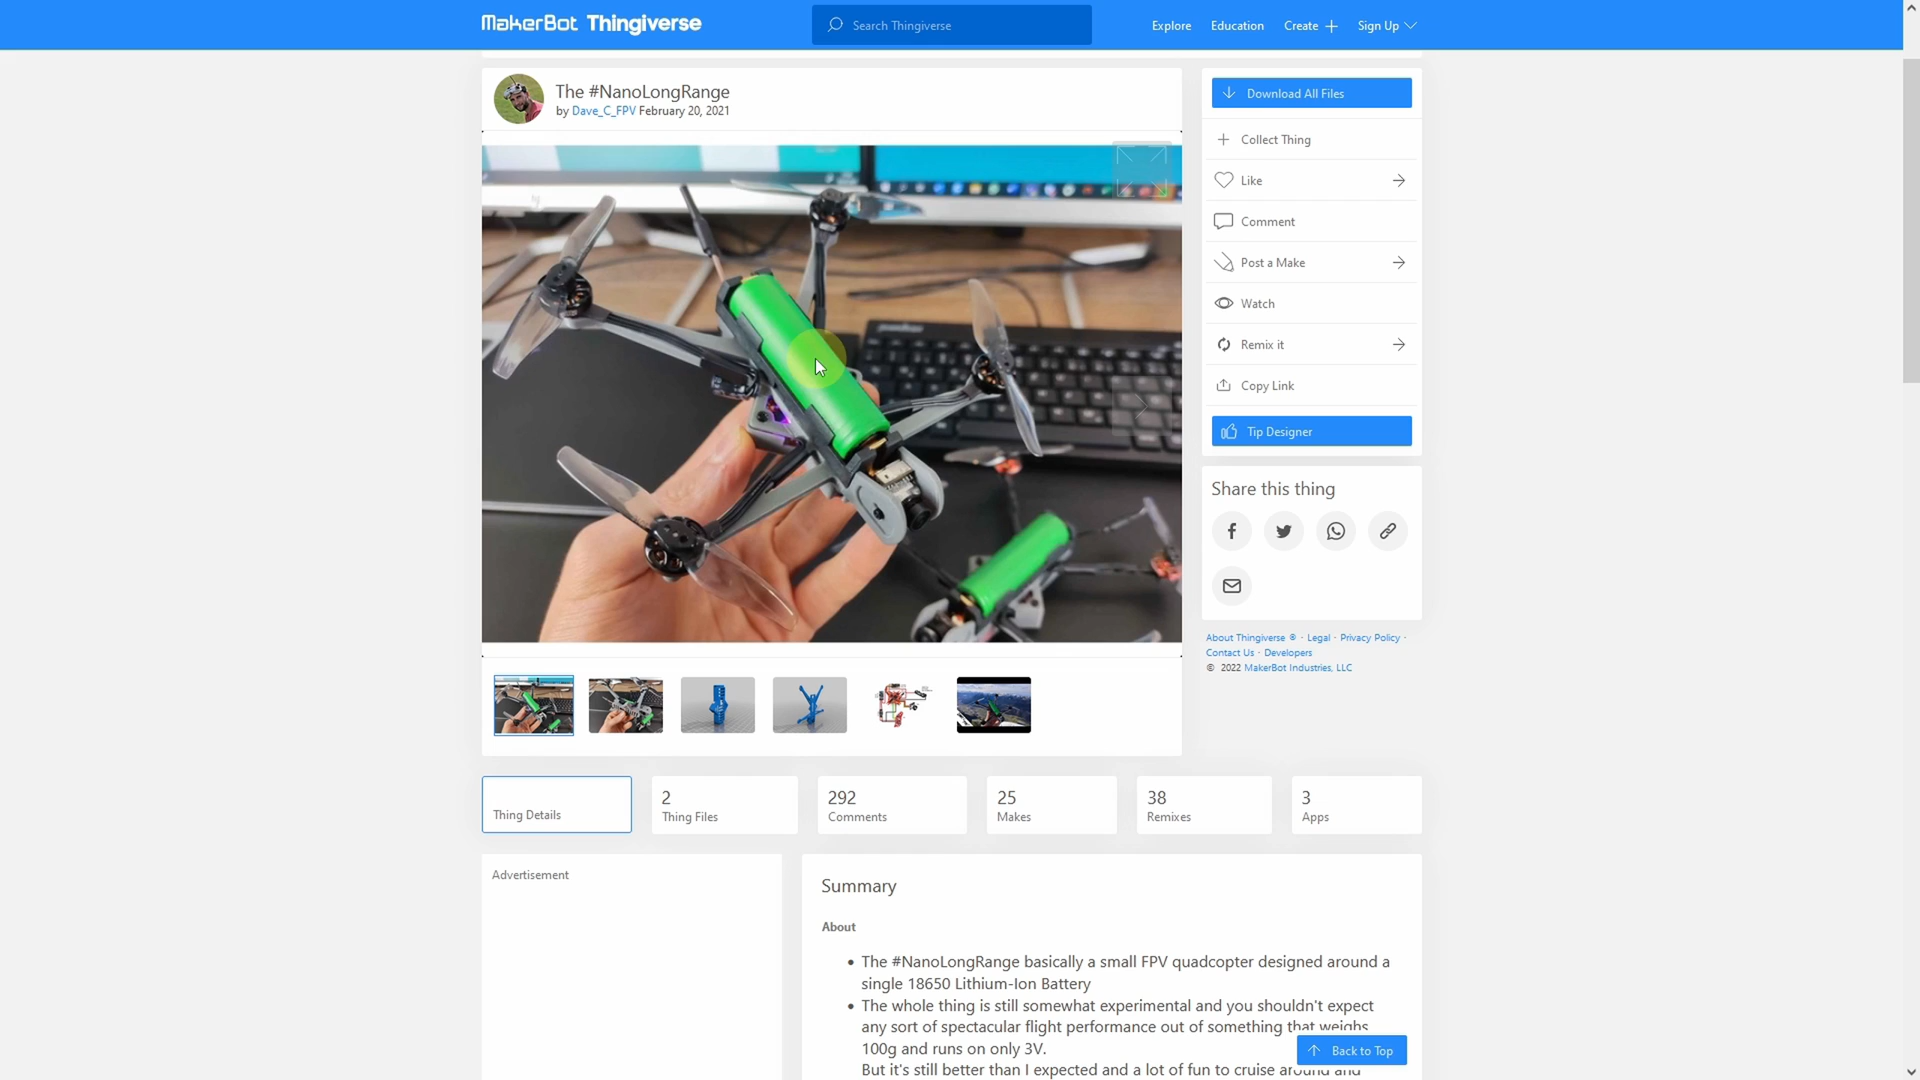 MakerBot Thingiverse
Search Thingiverse
Explore
Education
Create
Sign Up
The #NanoLongRange
by Dave_C_FPV February 20, 2021
Download All Files
Collect Thing
Like
Comment
Post a Make
Watch
Remix it
Copy Link
Tip Designer
Share this thing
About Thingiverse ® · Legal · Privacy Policy ·
Contact Us · Developers
© 2022 MakerBot Industries, LLC
Thing Details
2
Thing Files
292
Comments
25
Makes
38
Remixes
3
Apps
Advertisement
Summary
About
• The #NanoLongRange basically a small FPV quadcopter designed around a
single 18650 Lithium-Ion Battery
• The whole thing is still somewhat experimental and you shouldn't expect
any sort of spectacular flight performance out of something that weighs
100g and runs on only 3V.
But it's still better than I expected and a lot of fun to cruise around and
Back to Top